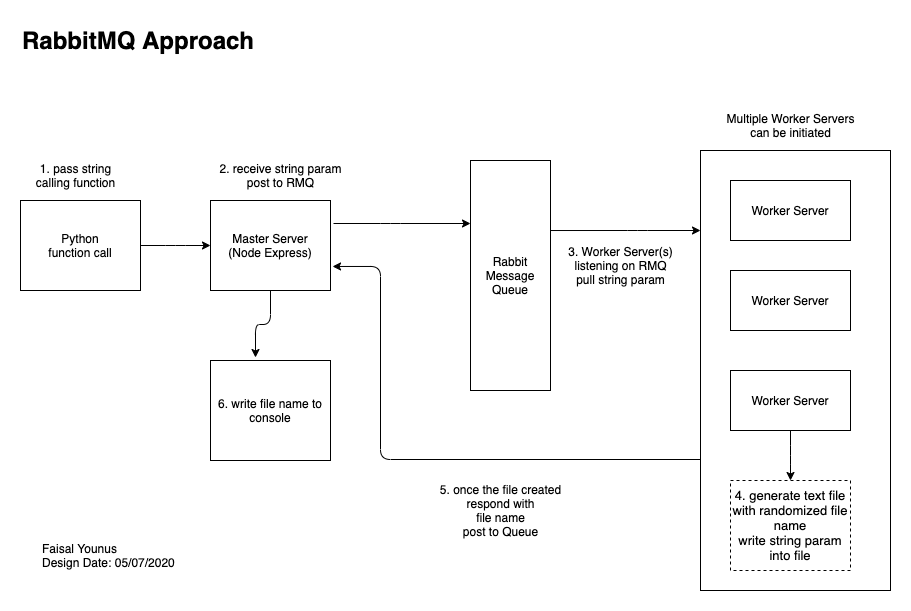 RabbitMQ Approach
Multiple Worker Servers
can be initiated
1. pass string
calling function
2. receive string param
post to RMQ
Python
function call
Master Server
(Node Express)
Rabbit
Message
Queue
3. Worker Server(s)
listening on RMQ
pull string param
Worker Server
Worker Server
Worker Server
4. generate text file
with randomized file
name
write string param
into file
5. once the file created
respond with
file name
post to Queue
6. write file name to
console
Faisal Younus
Design Date: 05/07/2020